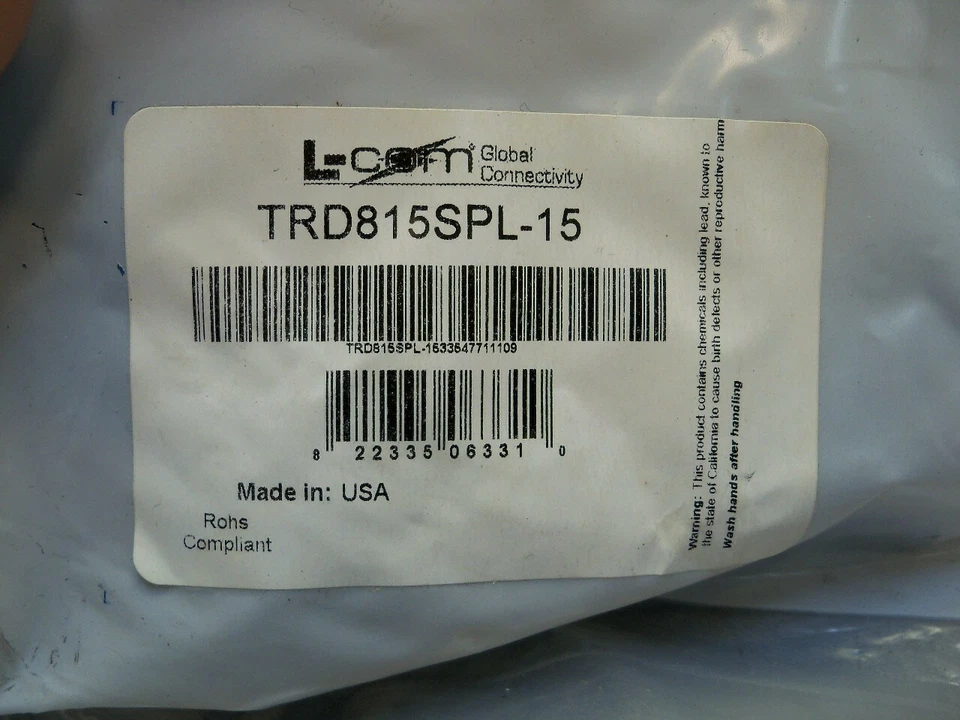 L-com® Global
Connectivity
TRD815SPL-15
TRD815SPL-1533547711109
8 22335 06331 0
Made in: USA
Rohs
Compliant
Warning: This product contains chemicals including lead, known to
the state of California to cause birth defects or other reproductive harm
Wash hands after handling